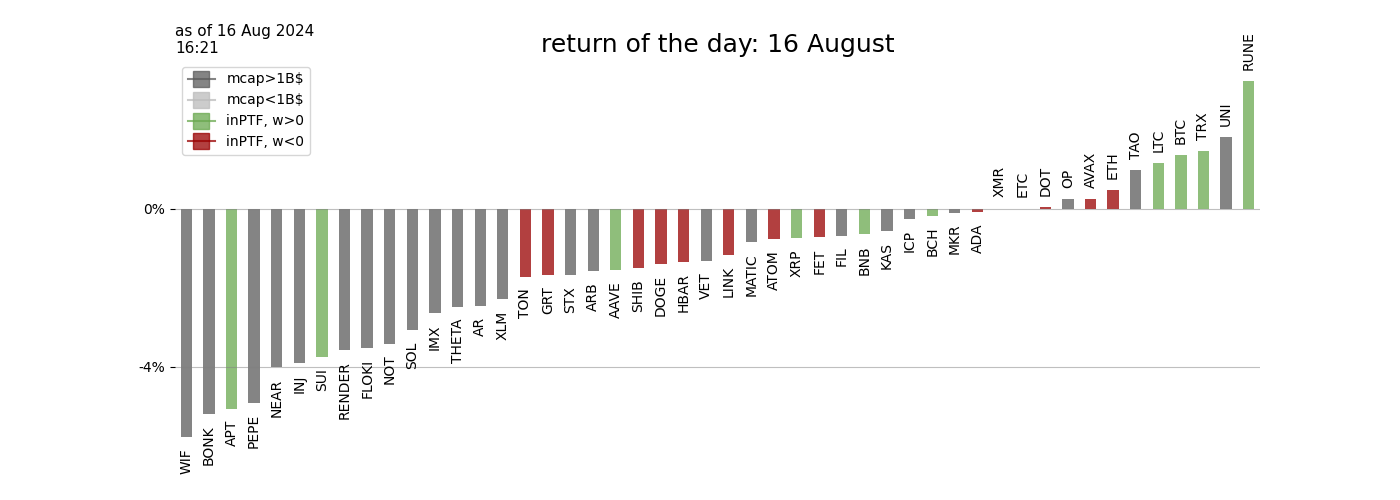 as of 16 Aug 2024
16:21
return of the day: 16 August
mcap>1B$
mcap<1B$
inPTF, w>0
inPTF, w<0
0%
-4%
WIF
BONK
APT
PEPE
NEAR
INJ
SUI
RENDER
FLOKI
NOT
SOL
IMX
THETA
AR
XLM
TON
GRT
STX
ARB
AAVE
SHIB
DOGE
HBAR
VET
LINK
MATIC
ATOM
XRP
FET
FIL
BNB
KAS
ICP
BCH
MKR
ADA
XMR
ETC
DOT
OP
AVAX
ETH
TAO
LTC
BTC
TRX
UNI
RUNE